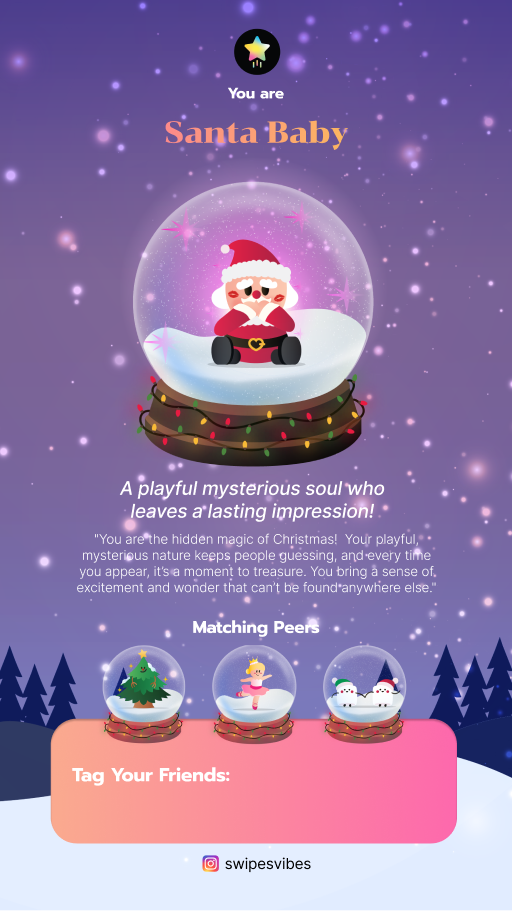 You are
Santa Baby
A playful mysterious soul who
leaves a lasting impression!
"You are the hidden magic of Christmas!  Your playful,
mysterious nature keeps people guessing, and every time
you appear, it's a moment to treasure. You bring a sense of
excitement and wonder that can't be found anywhere else."
Matching Peers
Tag Your Friends:
swipesvibes